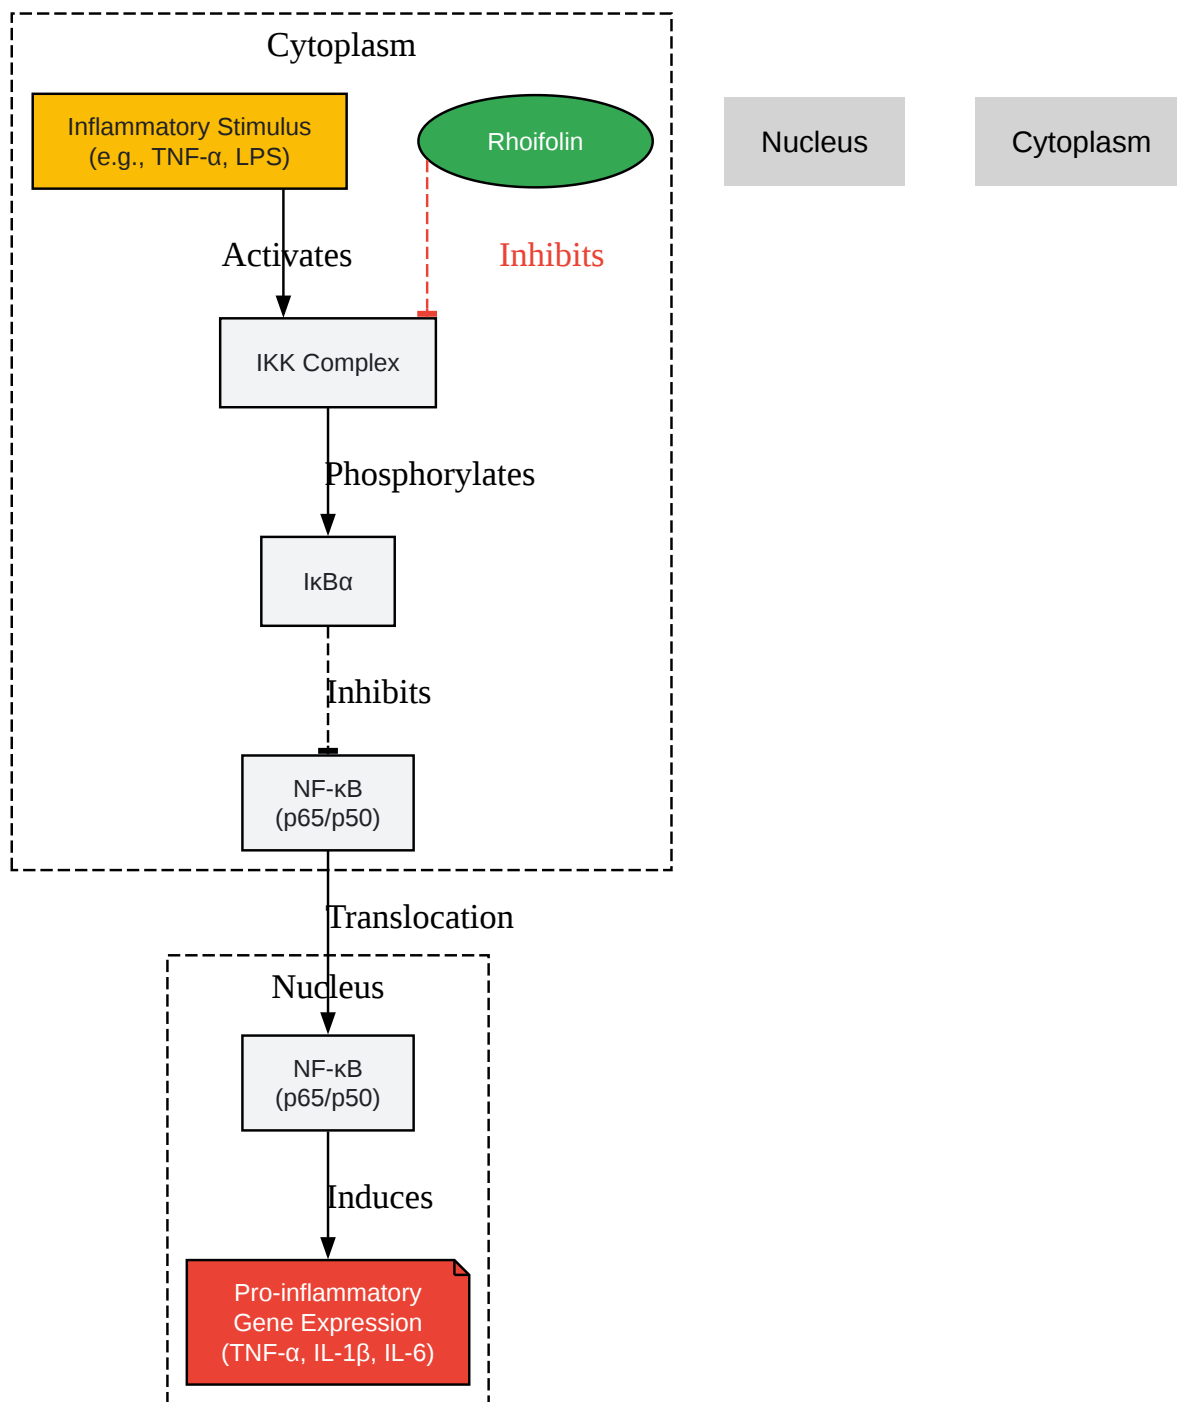 Cytoplasm
Inflammatory Stimulus
(e.g., TNF-α, LPS)
Rhoifolin
Nucleus
Cytoplasm
Activates
Inhibits
IKK Complex
Phosphorylates
IκBα
Inhibits
NF-κB
(p65/p50)
Translocation
Nucleus
NF-κB
(p65/p50)
Induces
Pro-inflammatory
Gene Expression
(TNF-α, IL-1β, IL-6)